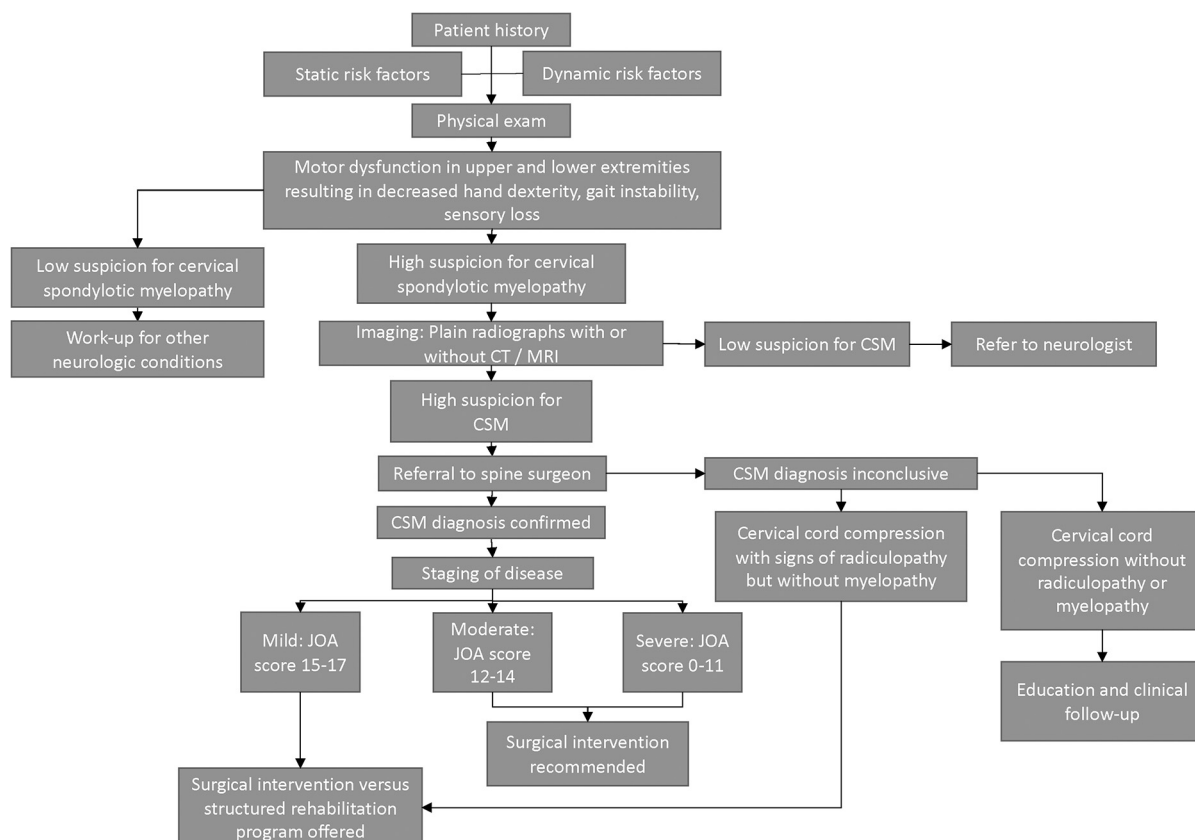 Patient history
Static risk factors
Dynamic risk factors
Physical exam
Motor dysfunction in upper and lower extremities
resulting in decreased hand dexterity, gait instability,
sensory loss
Low suspicion for cervical
spondylotic myelopathy
High suspicion for cervical
spondylotic myelopathy
Work-up for other
neurologic conditions
Imaging: Plain radiographs with or
without CT / MRI
Low suspicion for CSM
Refer to neurologist
High suspicion for
CSM
Referral to spine surgeon
CSM diagnosis inconclusive
CSM diagnosis confirmed
Cervical cord compression
with signs of radiculopathy
but without myelopathy
Cervical cord
compression without
radiculopathy or
myelopathy
Staging of disease
Mild: JOA
score 15-17
Moderate:
JOA score
12-14
Severe: JOA
score 0-11
Education and clinical
follow-up
Surgical intervention
recommended
Surgical intervention versus
structured rehabilitation
program offered